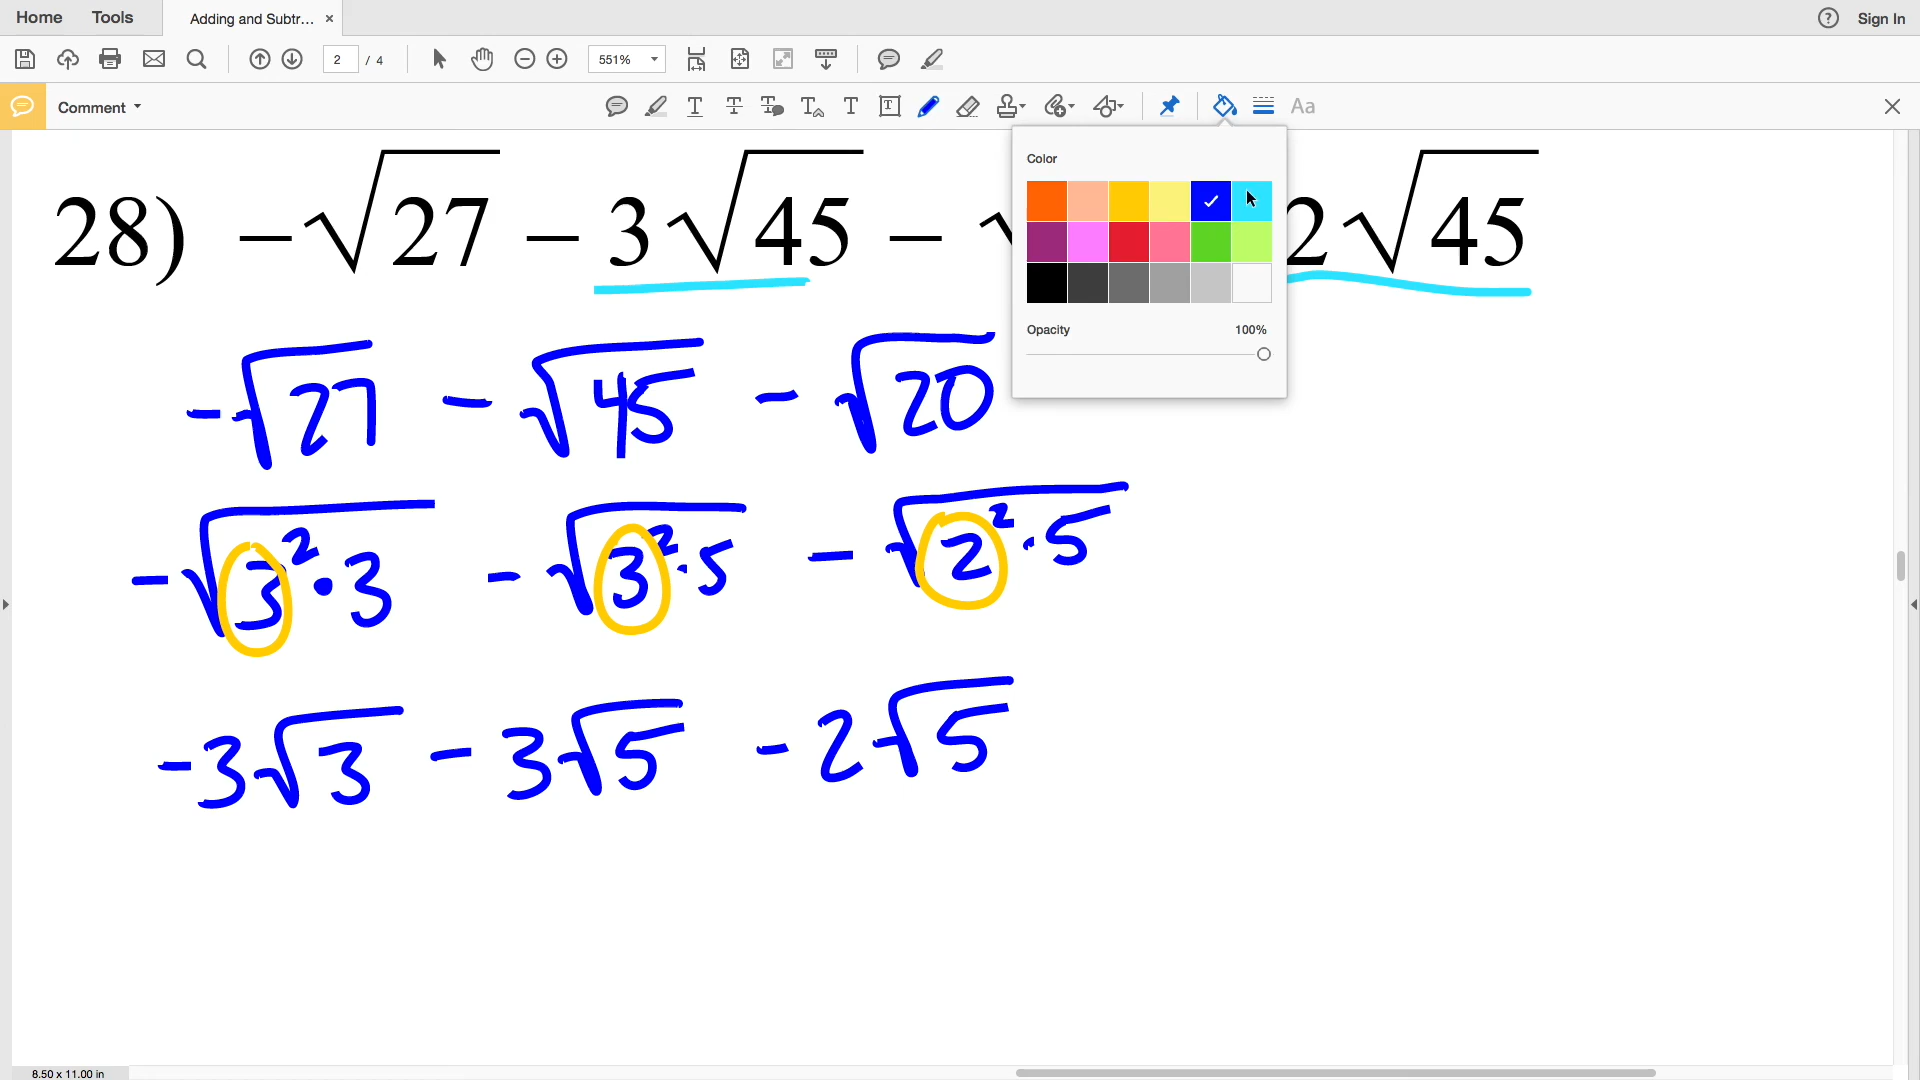 Home Tools Adding and Subtr... × ? Sign In
2 / 4 551%
Comment T T T T T T Aa
Color
28) −√27 − 3√45 − √ 2√45
Opacity 100%
-√27 - √45 - √20
-√3²·3 - √3²·5 - √2²·5
-3√3 - 3√5 - 2√5
8.50 x 11.00 in